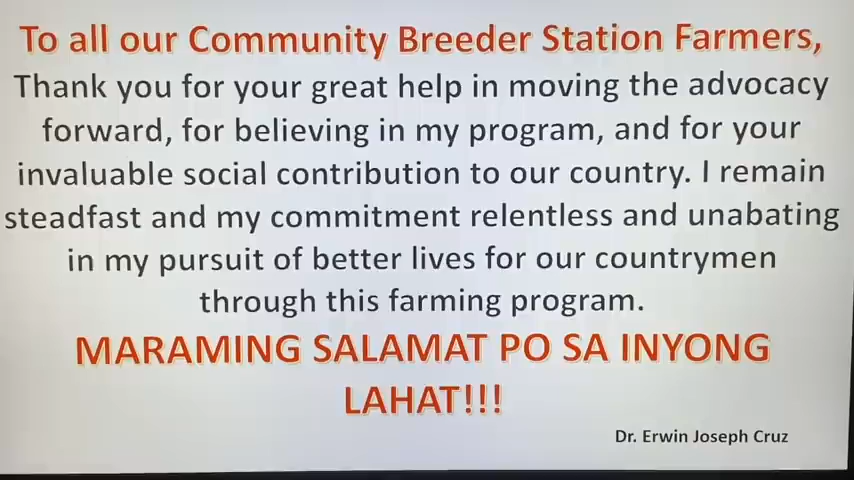 To all our Community Breeder Station Farmers,
Thank you for your great help in moving the advocacy
forward, for believing in my program, and for your
invaluable social contribution to our country. I remain
steadfast and my commitment relentless and unabating
in my pursuit of better lives for our countrymen
through this farming program.
MARAMING SALAMAT PO SA INYONG
LAHAT!!!
Dr. Erwin Joseph Cruz